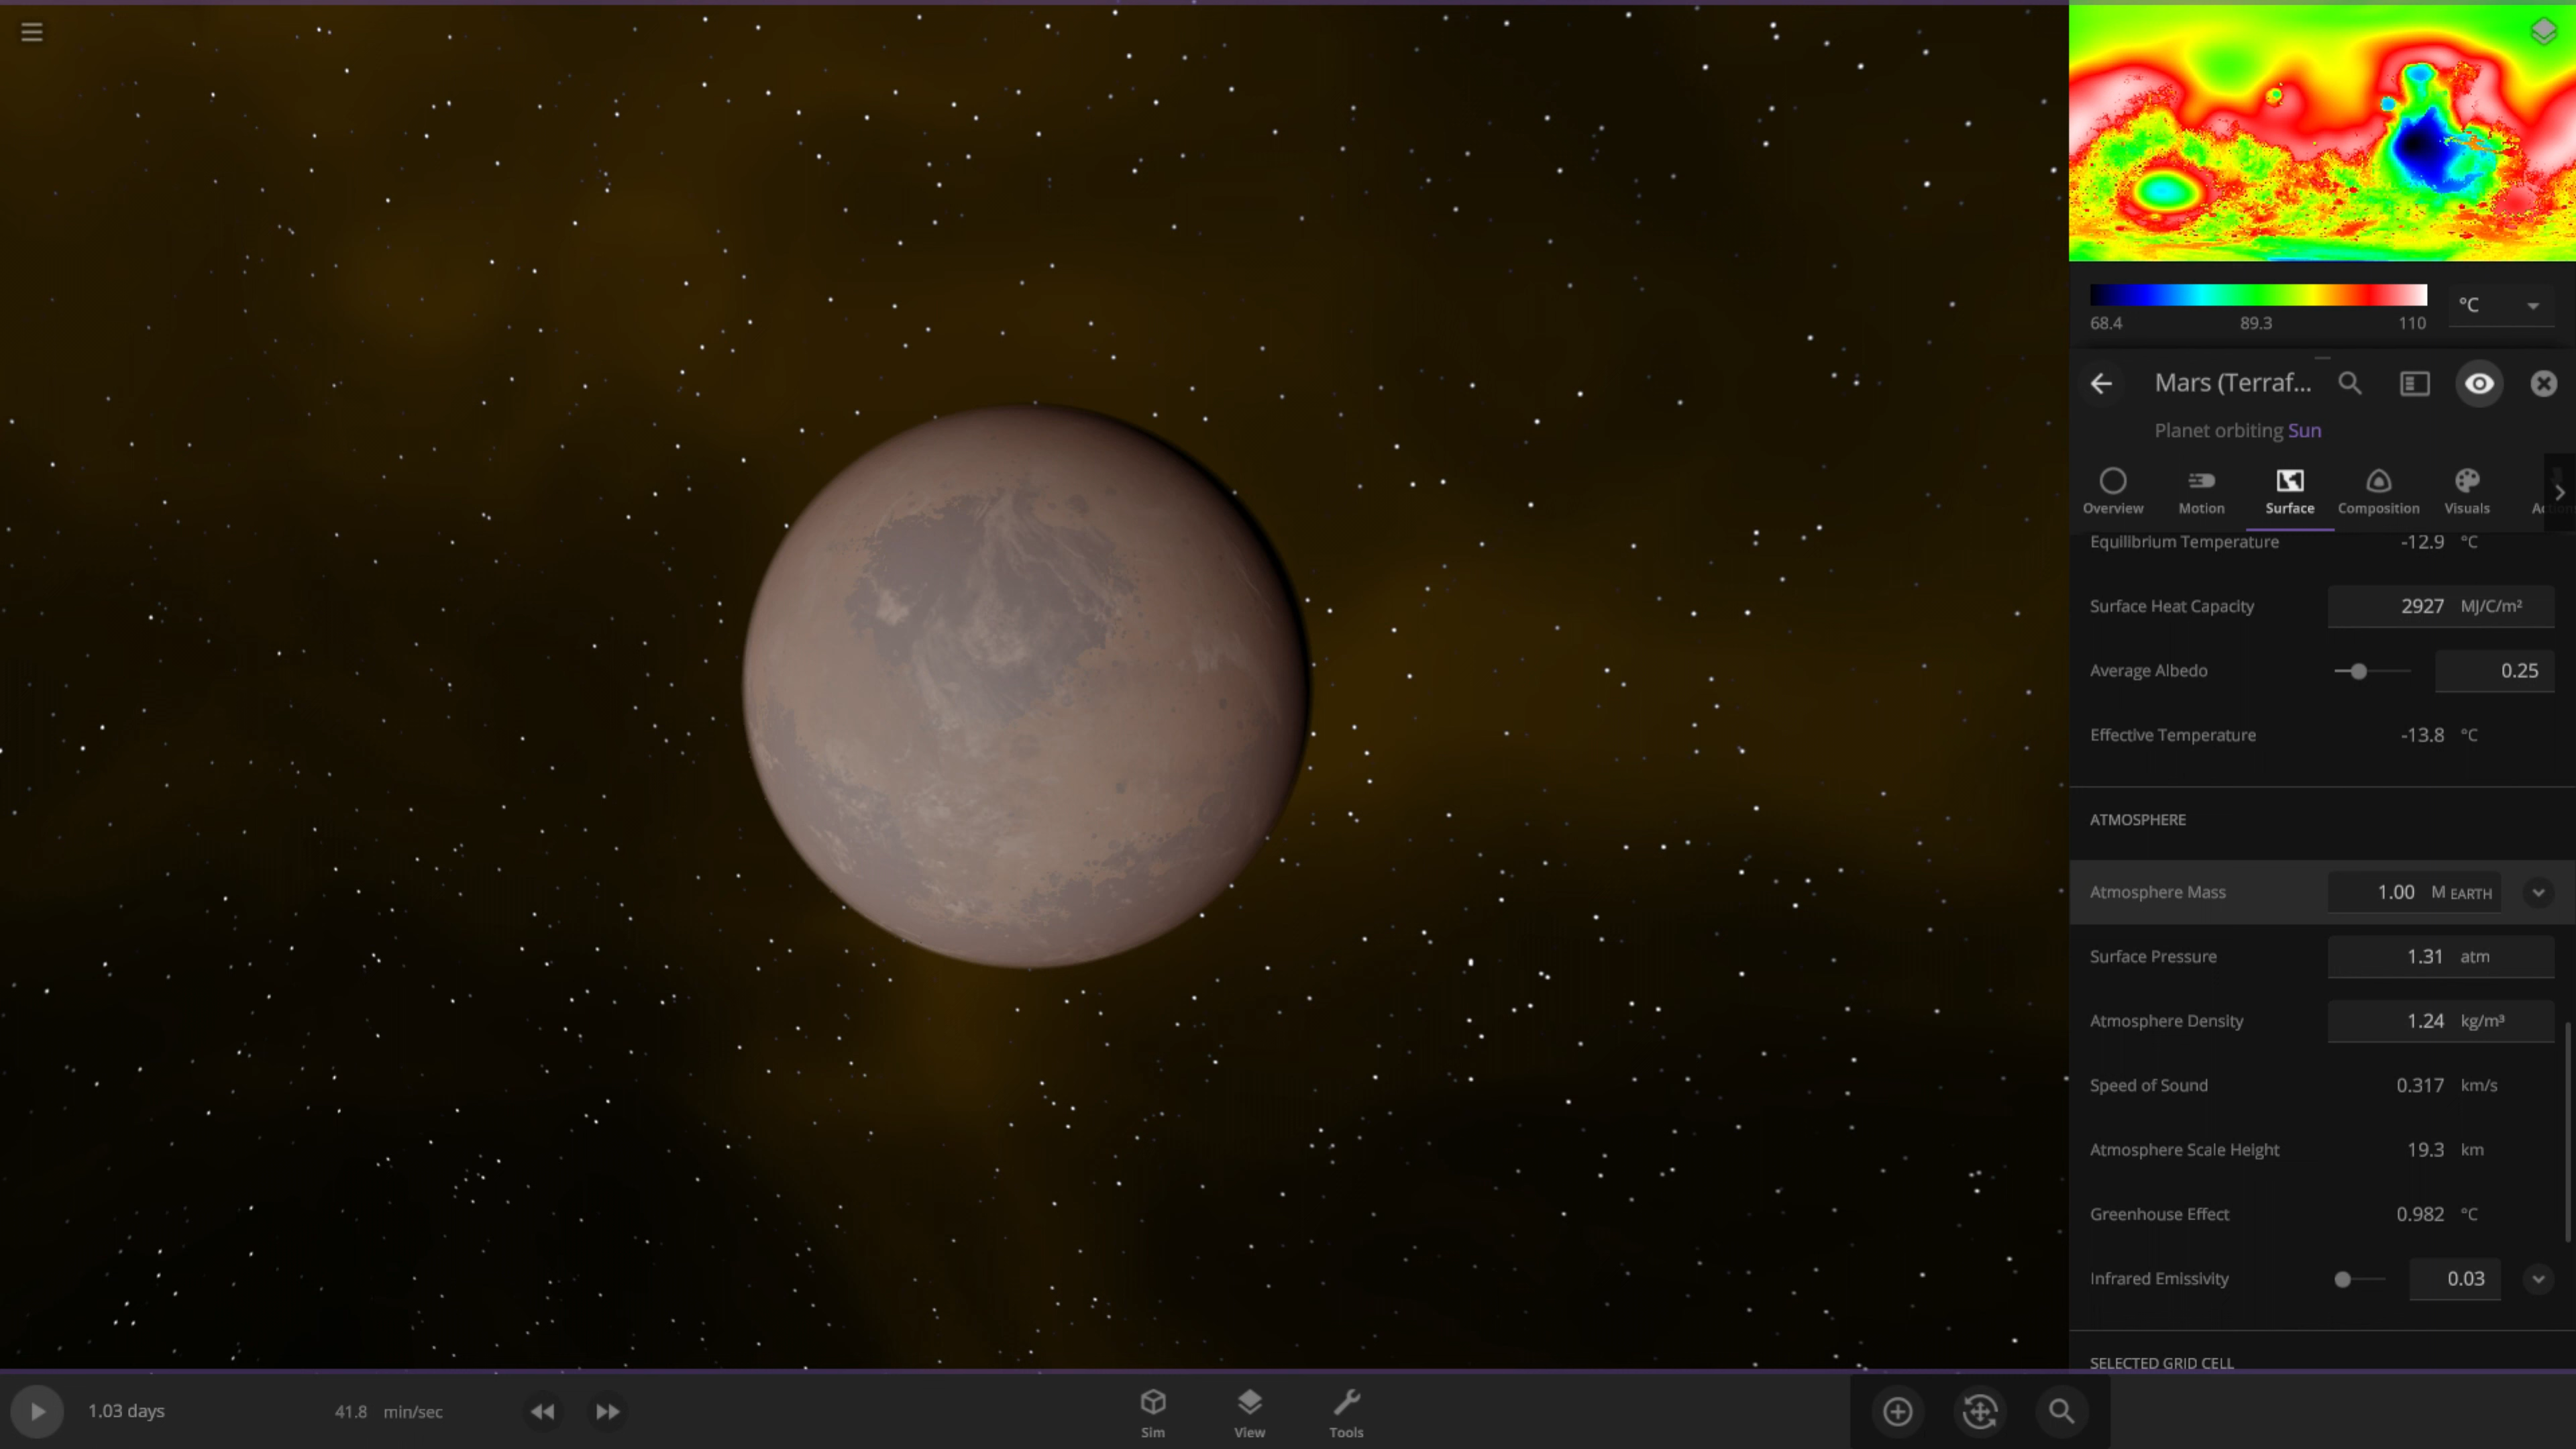 °C
68.4 89.3 110
Mars (Terraf...
Planet orbiting Sun
Overview Motion Surface Composition Visuals
Equilibrium Temperature -12.9 °C
Surface Heat Capacity 2927 MJ/C/m²
Average Albedo 0.25
Effective Temperature -13.8 °C
ATMOSPHERE
Atmosphere Mass 1.00 M EARTH
Surface Pressure 1.31 atm
Atmosphere Density 1.24 kg/m³
Speed of Sound 0.317 km/s
Atmosphere Scale Height 19.3 km
Greenhouse Effect 0.982 °C
Infrared Emissivity 0.03
SELECTED GRID CELL
1.03 days 41.8 min/sec
Sim View Tools